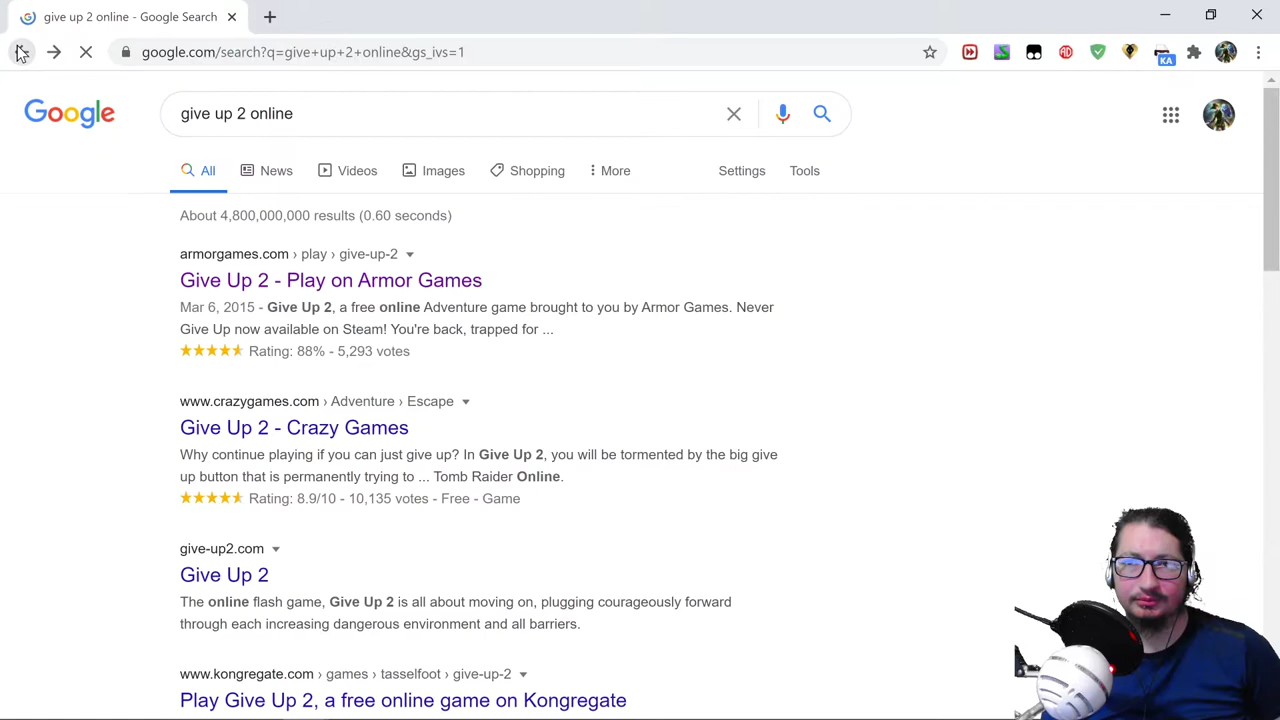 give up 2 online - Google Search
google.com/search?q=give+up+2+online&gs_ivs=1
AD
KA
Google
give up 2 online
All
News
Videos
Images
Shopping
More
Settings
Tools
About 4,800,000,000 results (0.60 seconds)
armorgames.com › play › give-up-2
Give Up 2 - Play on Armor Games
Mar 6, 2015 - Give Up 2, a free online Adventure game brought to you by Armor Games. Never
Give Up now available on Steam! You're back, trapped for ...
Rating: 88% - 5,293 votes
www.crazygames.com › Adventure › Escape
Give Up 2 - Crazy Games
Why continue playing if you can just give up? In Give Up 2, you will be tormented by the big give
up button that is permanently trying to ... Tomb Raider Online.
Rating: 8.9/10 - 10,135 votes - Free - Game
give-up2.com
Give Up 2
The online flash game, Give Up 2 is all about moving on, plugging courageously forward
through each increasing dangerous environment and all barriers.
www.kongregate.com › games › tasselfoot › give-up-2
Play Give Up 2, a free online game on Kongregate